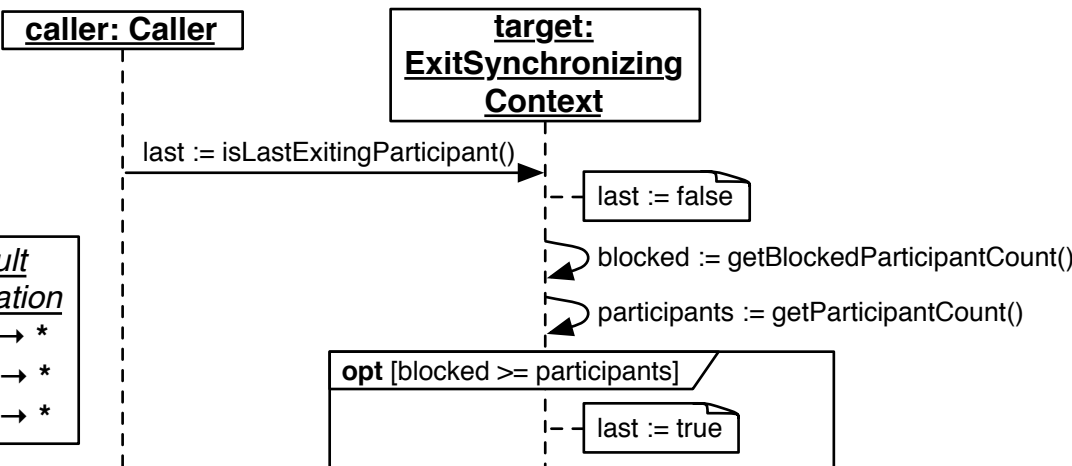 caller: Caller
target:
ExitSynchronizing
Context
last := isLastExitingParticipant()
last := false
blocked := getBlockedParticipantCount()
participants := getParticipantCount()
→ *
→ *
→ *
opt [blocked >= participants]
last := true